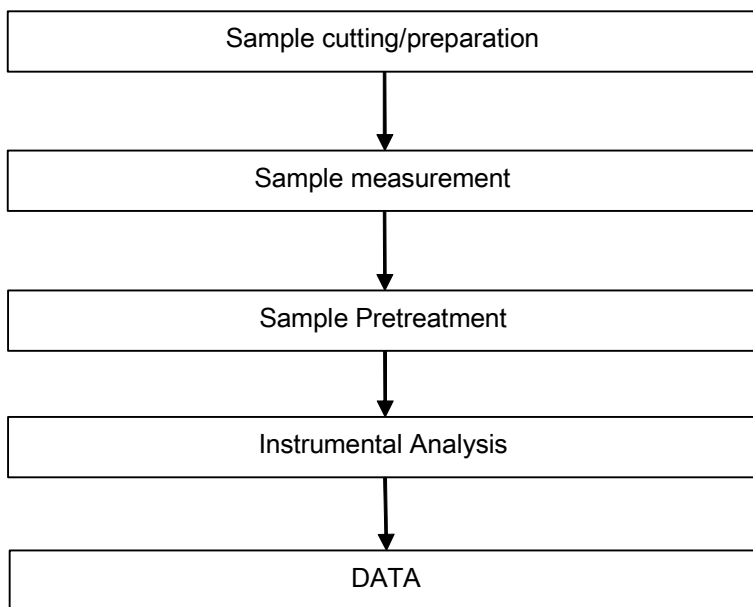 Sample cutting/preparation
Sample measurement
Sample Pretreatment
Instrumental Analysis
DATA